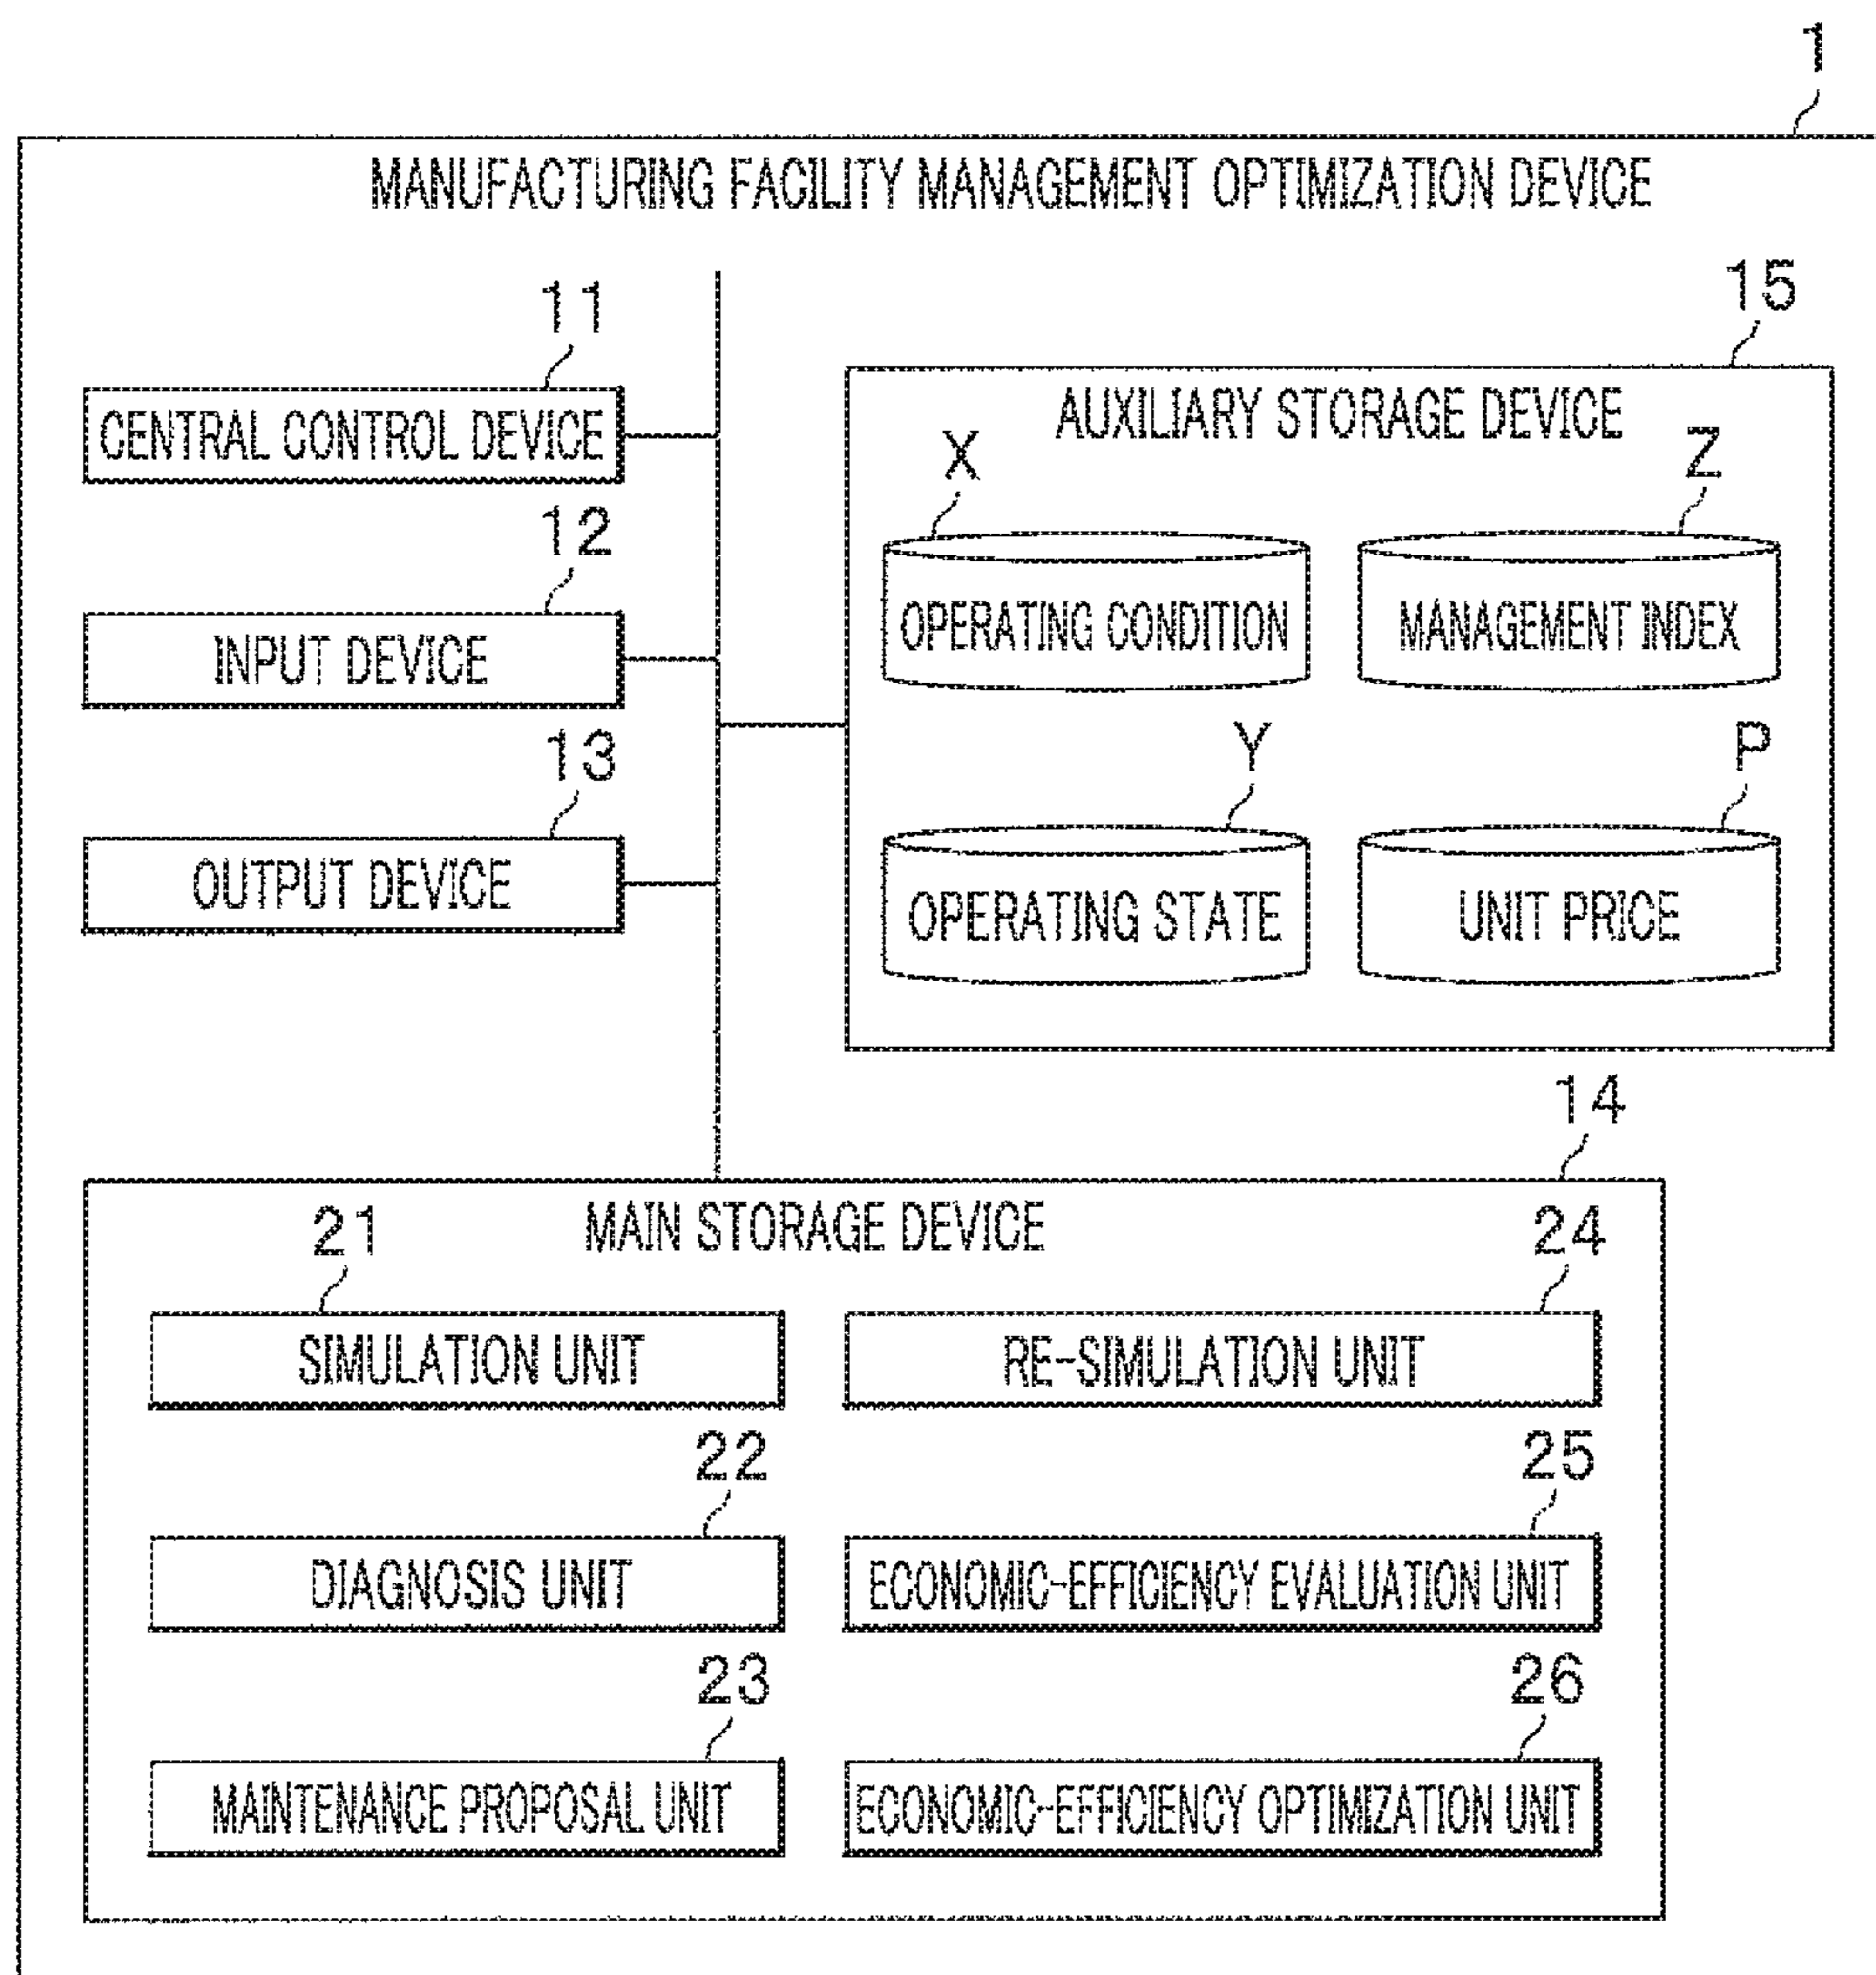 1
MANUFACTURING FACILITY MANAGEMENT OPTIMIZATION DEVICE
11
CENTRAL CONTROL DEVICE
12
INPUT DEVICE
13
OUTPUT DEVICE
15
AUXILIARY STORAGE DEVICE
X
OPERATING CONDITION
Z
MANAGEMENT INDEX
Y
OPERATING STATE
P
UNIT PRICE
14
MAIN STORAGE DEVICE
21
SIMULATION UNIT
22
DIAGNOSIS UNIT
23
MAINTENANCE PROPOSAL UNIT
24
RE-SIMULATION UNIT
25
ECONOMIC-EFFICIENCY EVALUATION UNIT
26
ECONOMIC-EFFICIENCY OPTIMIZATION UNIT